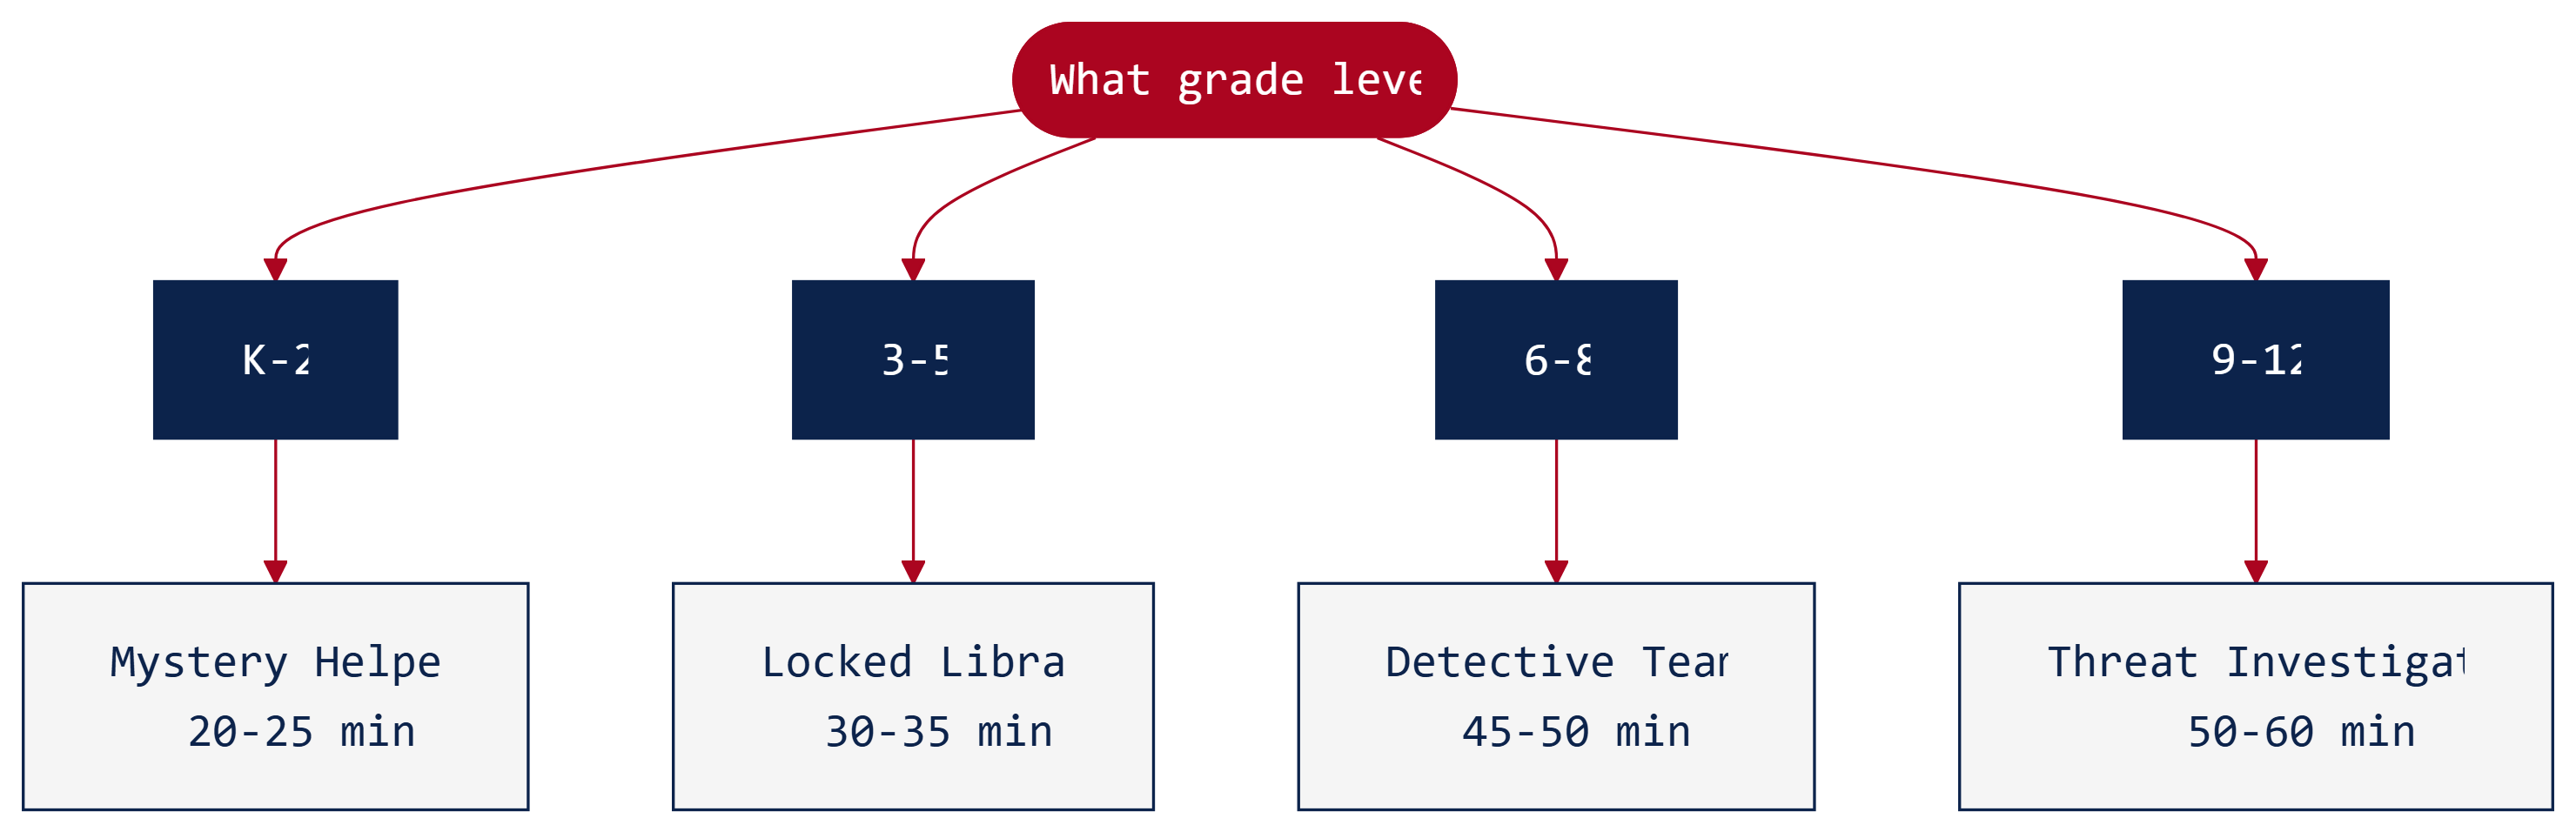 What grade leve
K-2
3-5
6-8
9-12
Mystery Helpe
20-25 min
Locked Libra
30-35 min
Detective Team
45-50 min
Threat Investigat
50-60 min